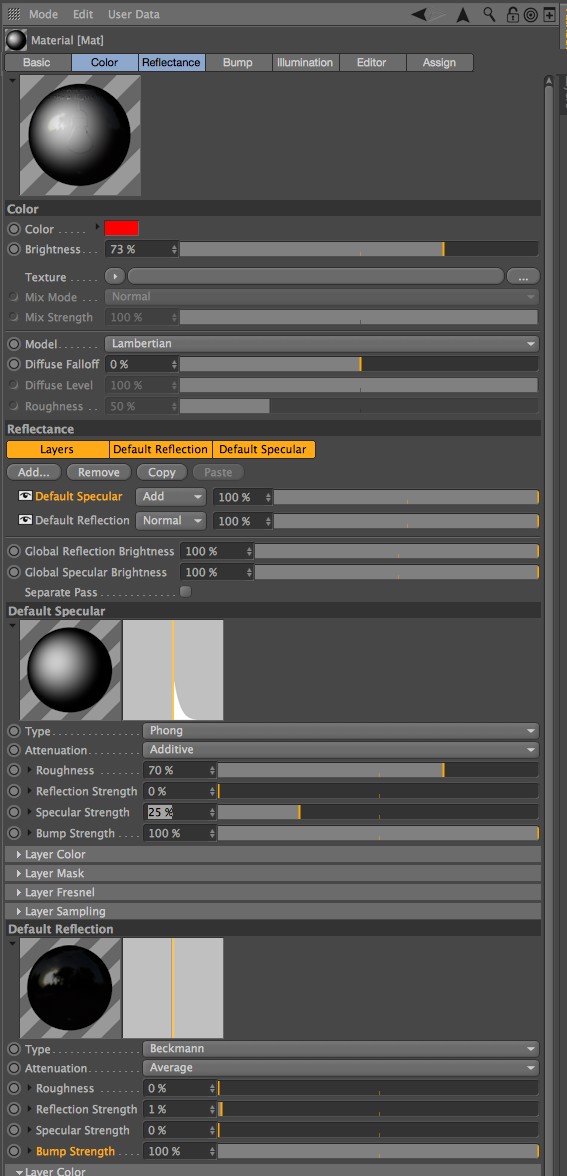 Mode Edit User Data
Material [Mat]
Basic Color Reflectance Bump Illumination Editor Assign
Color
Color . . . . .
Brightness . . . 73 %
Texture . . . . . ...
Mix Mode . . . Normal
Mix Strength 100 %
Model . . . . . . . Lambertian
Diffuse Falloff 0 %
Diffuse Level 100 %
Roughness . . 50 %
Reflectance
Layers Default Reflection Default Specular
Add... Remove Copy Paste
Default Specular Add 100 %
Default Reflection Normal 100 %
Global Reflection Brightness 100 %
Global Specular Brightness 100 %
Separate Pass . . . . . . . . . . . . .
Default Specular
Type . . . . . . . . . . . . . Phong
Attenuation . . . . . . . . Additive
Roughness . . . . . . . 70 %
Reflection Strength 0 %
Specular Strength 25 %
Bump Strength . . . . 100 %
Layer Color
Layer Mask
Layer Fresnel
Layer Sampling
Default Reflection
Type . . . . . . . . . . . . . Beckmann
Attenuation . . . . . . . . Average
Roughness . . . . . . . 0 %
Reflection Strength 1 %
Specular Strength 0 %
Bump Strength . . . . 100 %
Layer Color